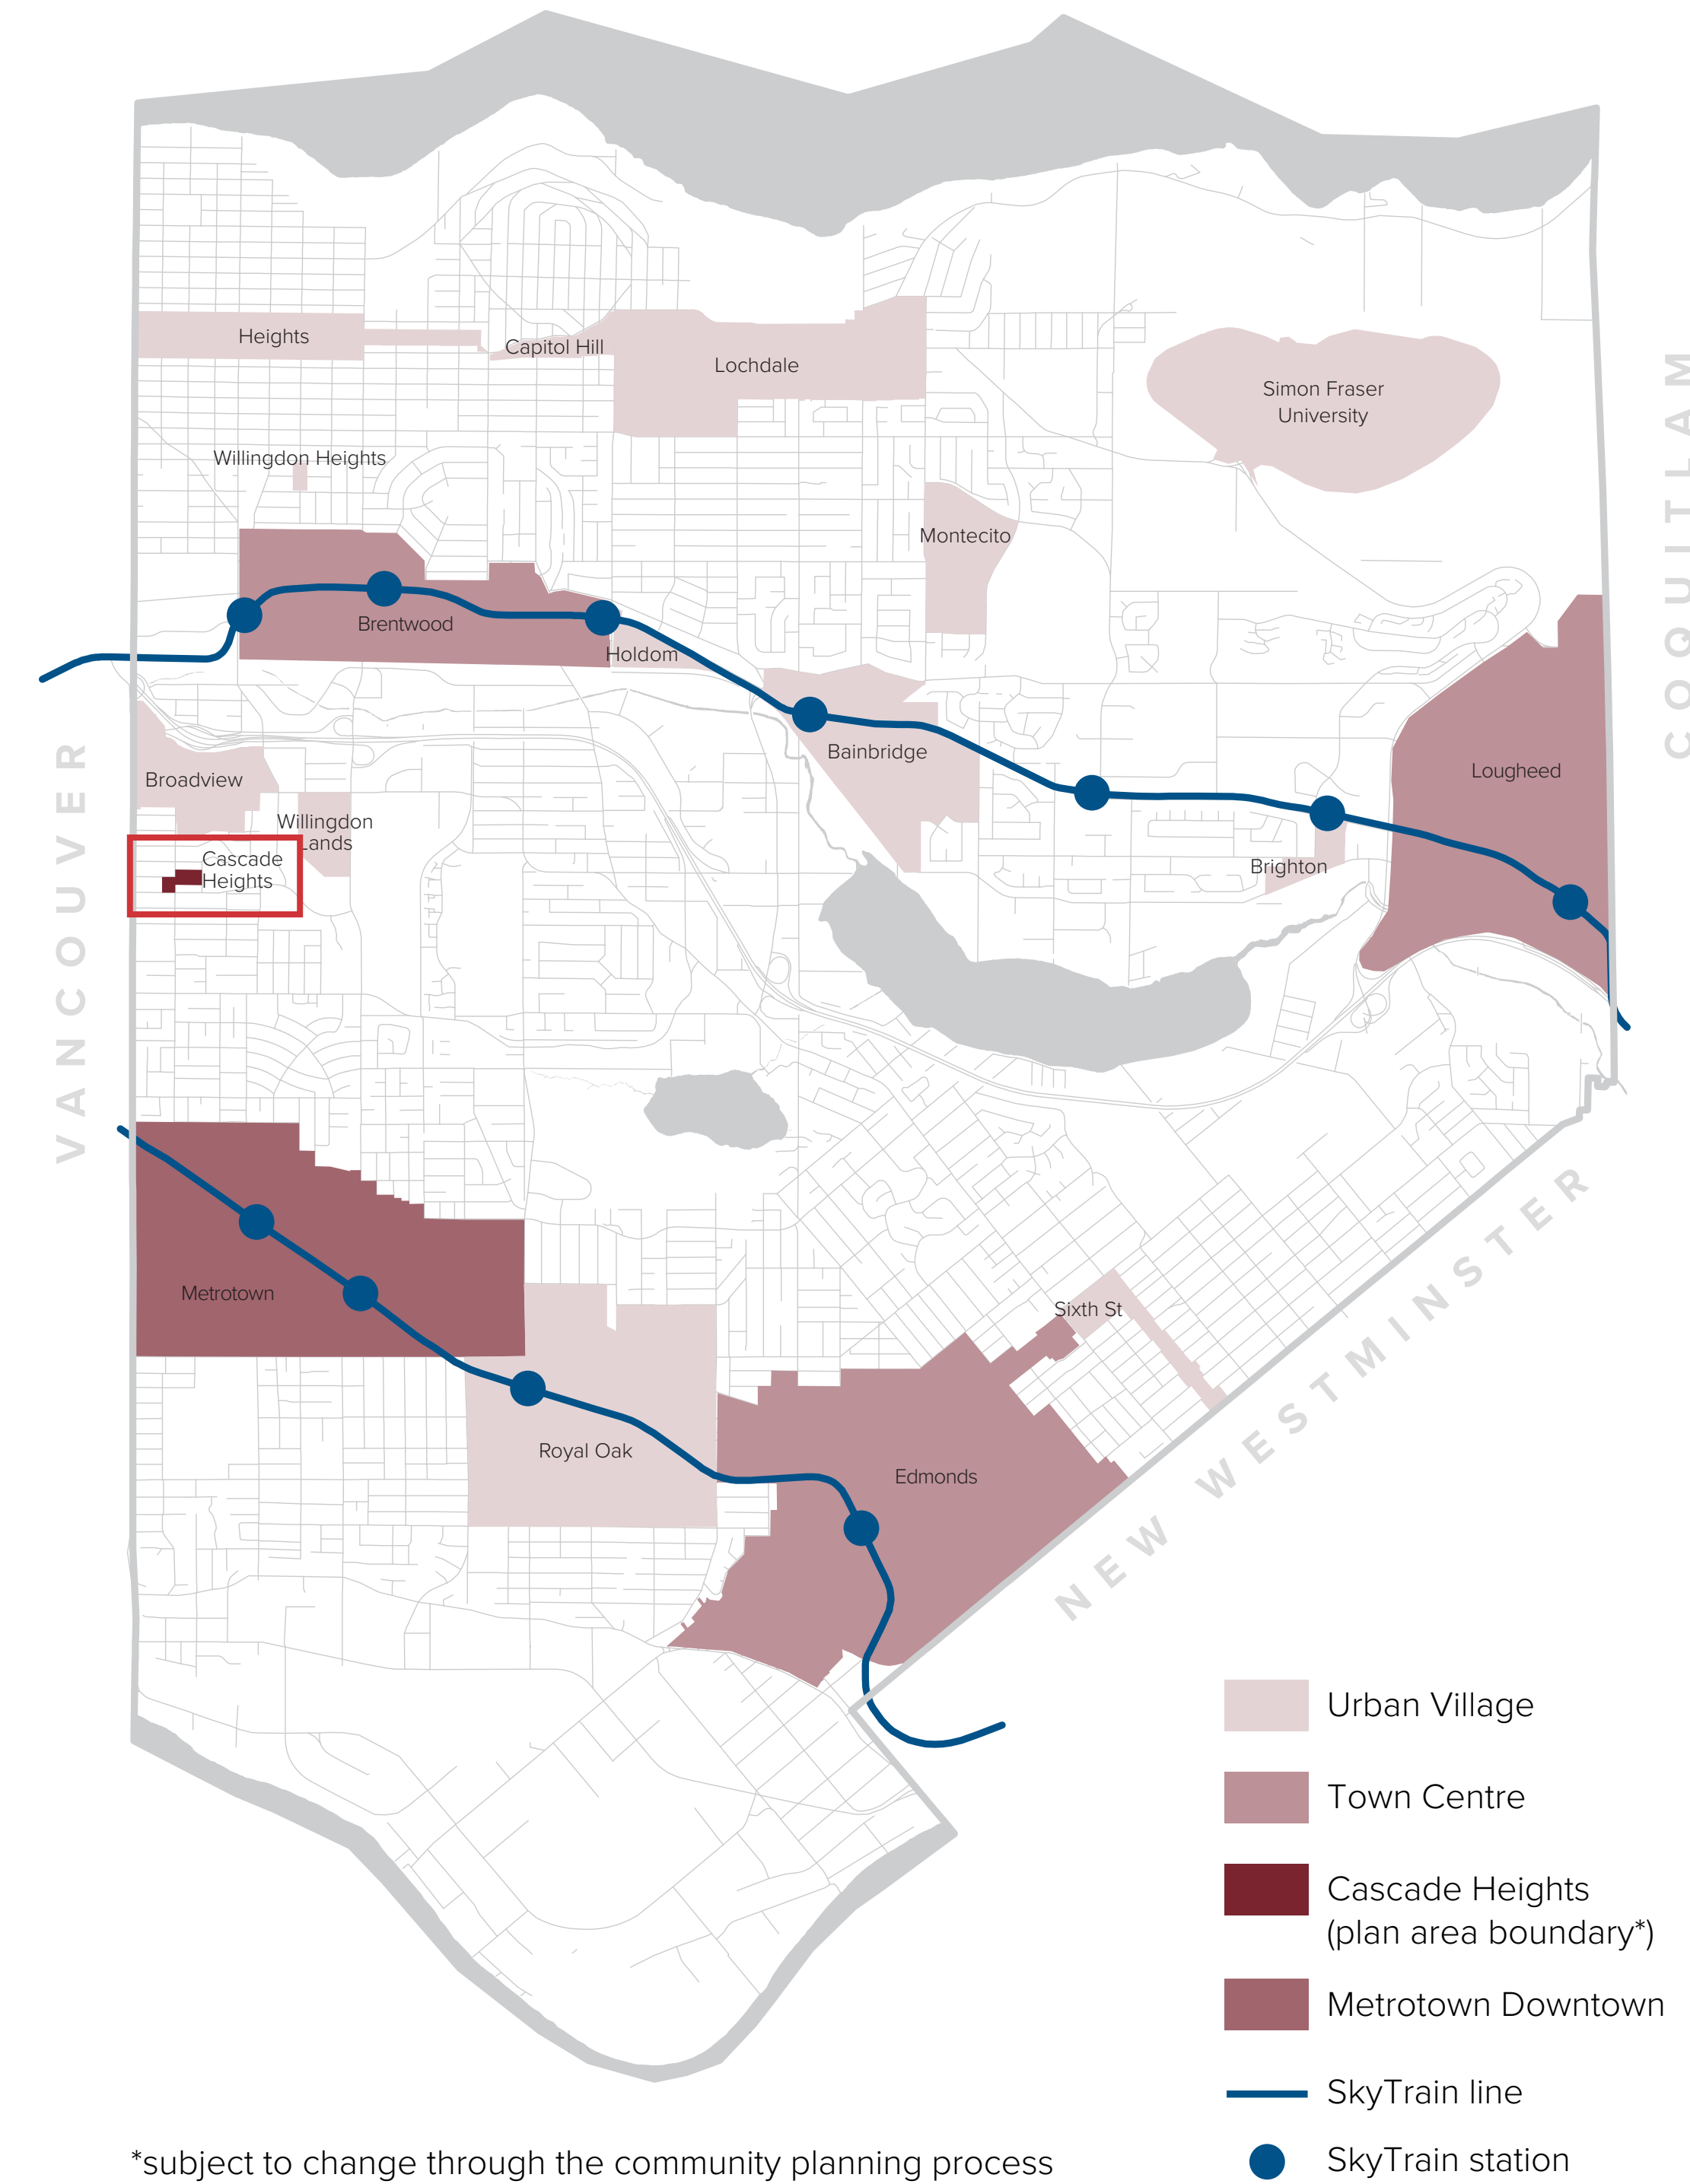 Heights
Capitol Hill
Lochdale
Simon Fraser
University
COQUITLAM
Willingdon Heights
Montecito
Brentwood
Holdom
VANCOUVER
Bainbridge
Lougheed
Broadview
Willingdon
Lands
Cascade
Heights
Brighton
Metrotown
Sixth St
NEW WESTMINSTER
Royal Oak
Edmonds
Urban Village
Town Centre
Cascade Heights
(plan area boundary*)
Metrotown Downtown
SkyTrain line
SkyTrain station
*subject to change through the community planning process